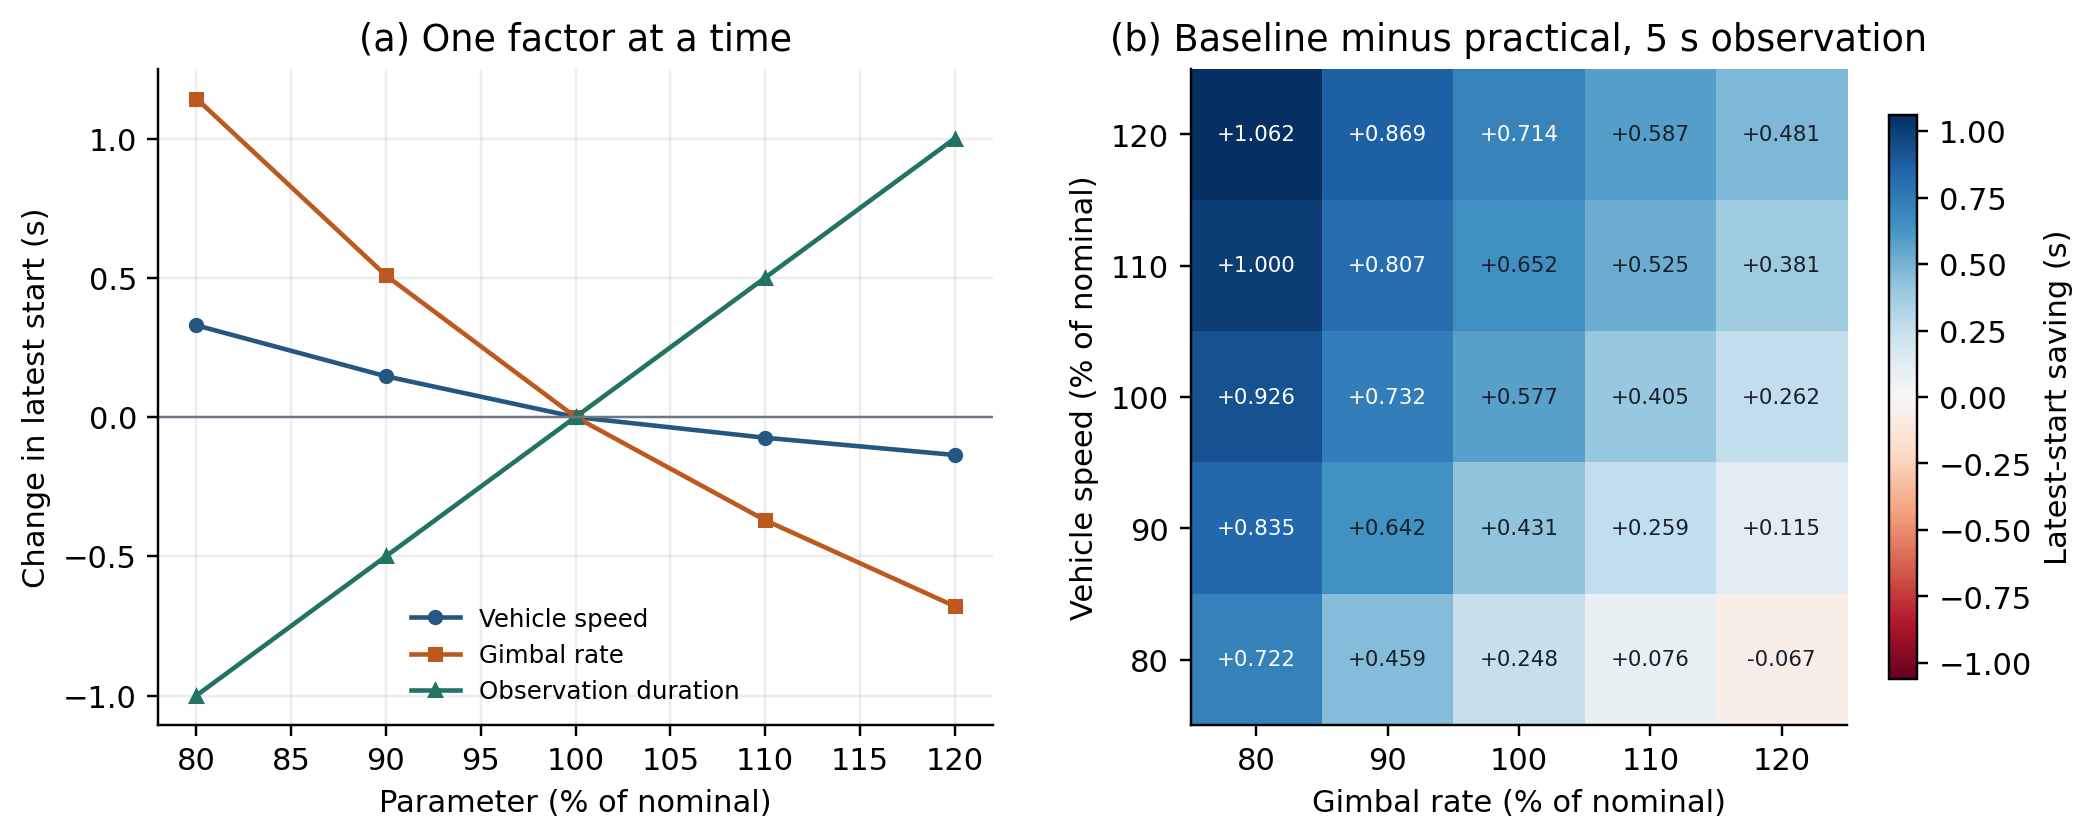 (a) One factor at a time
Change in latest start (s)
1.0
0.5
0.0
−0.5
−1.0
Vehicle speed
Gimbal rate
Observation duration
80 85 90 95 100 105 110 115 120
Parameter (% of nominal)
(b) Baseline minus practical, 5 s observation
Vehicle speed (% of nominal)
120 +1.062 +0.869 +0.714 +0.587 +0.481
110 +1.000 +0.807 +0.652 +0.525 +0.381
100 +0.926 +0.732 +0.577 +0.405 +0.262
90 +0.835 +0.642 +0.431 +0.259 +0.115
80 +0.722 +0.459 +0.248 +0.076 -0.067
80 90 100 110 120
Gimbal rate (% of nominal)
1.00
0.75
0.50
0.25
0.00
−0.25
−0.50
−0.75
−1.00
Latest-start saving (s)